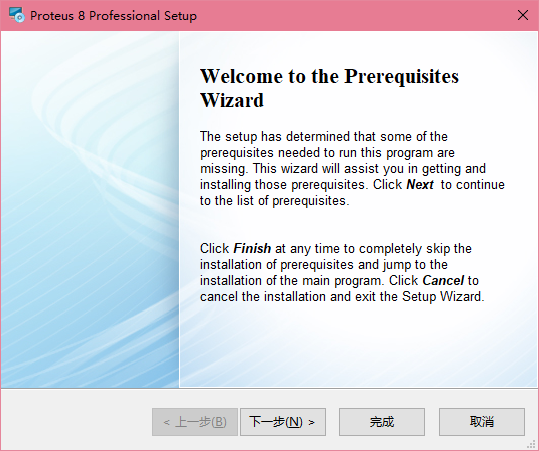 Proteus 8 Professional Setup
Welcome to the Prerequisites
Wizard
The setup has determined that some of the
prerequisites needed to run this program are
missing. This wizard will assist you in getting and
installing those prerequisites. Click Next to continue
to the list of prerequisites.
Click Finish at any time to completely skip the
installation of prerequisites and jump to the
installation of the main program. Click Cancel to
cancel the installation and exit the Setup Wizard.
< 上一步(B)
下一步(N) >
完成
取消